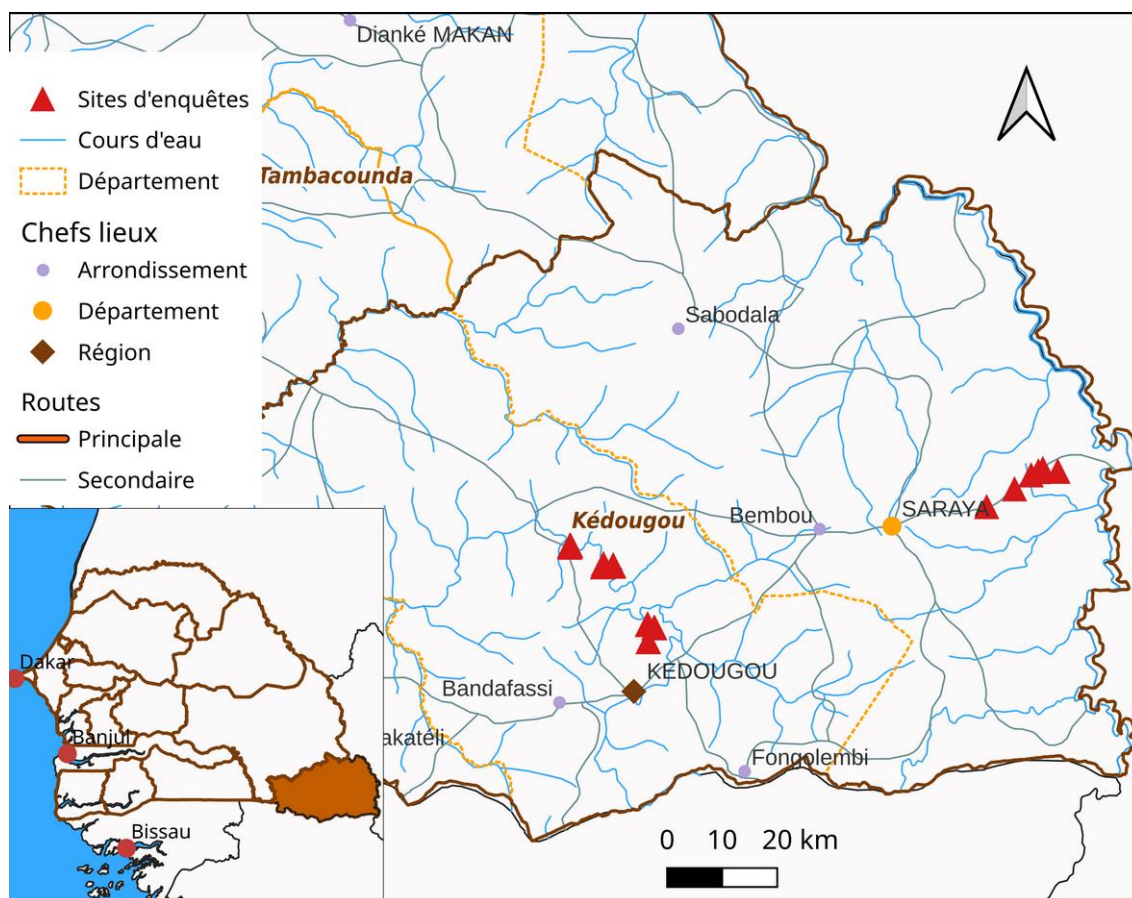 Sites d'enquêtes
Cours d'eau
Département
Chefs lieux
Arrondissement
Département
Région
Routes
Principale
Secondaire
Dianké MAKAN
Tambacounda
Sabodala
Kédougou
Bembou
SARAYA
KEDOUGOU
Bandafassi
akatéli
Fongolembi
0 10 20 km
Dakar
Banjul
Bissau